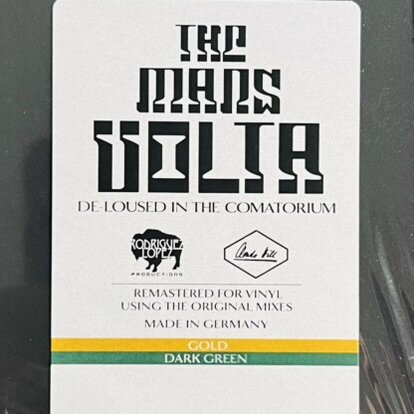 THE
MARS
VOLTA
DE-LOUSED IN THE COMATORIUM
RODRIGUEZ
LOPEZ
PRODUCTIONS
REMASTERED FOR VINYL
USING THE ORIGINAL MIXES
MADE IN GERMANY
GOLD
DARK GREEN